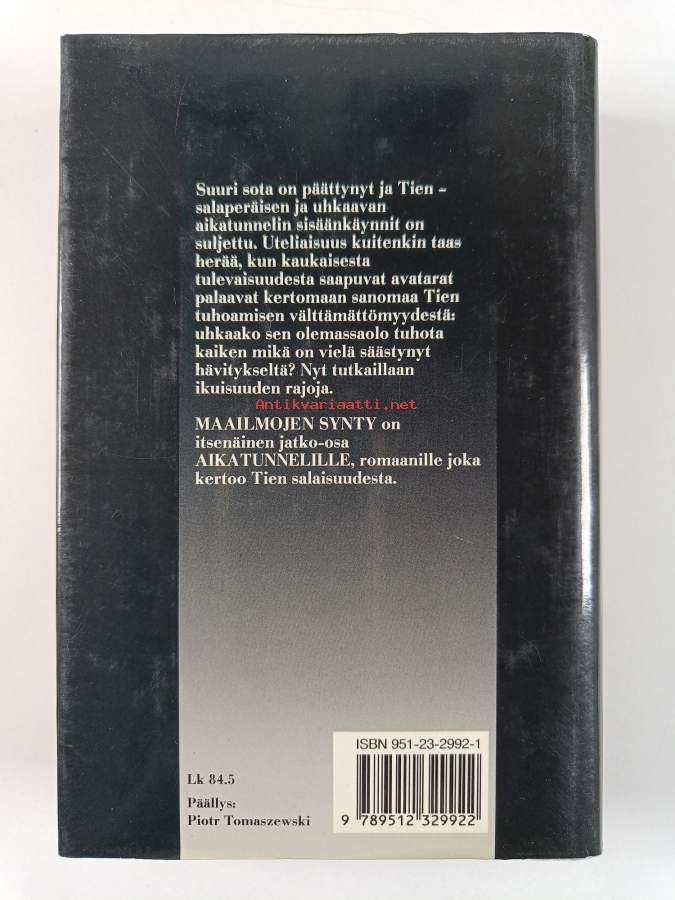 Suuri sota on päättynyt ja Tien –
salaperäisen ja uhkaavan
aikatunnelin sisäänkäynnit on
suljettu. Uteliaisuus kuitenkin taas
herää, kun kaukaisesta
tulevaisuudesta saapuvat avatarat
palaavat kertomaan sanomaa Tien
tuhoamisen välttämättömyydestä:
uhkaako sen olemassaolo tuhota
kaiken mikä on vielä säästynyt
hävitykseltä? Nyt tutkaillaan
ikuisuuden rajoja.
Antikvariaatti.net
MAAILMOJEN SYNTY on
itsenäinen jatko-osa
AIKATUNNELILLE, romaanille joka
kertoo Tien salaisuudesta.
ISBN 951-23-2992-1
Lk 84.5
Päällys:
Piotr Tomaszewski
9 789512 329922